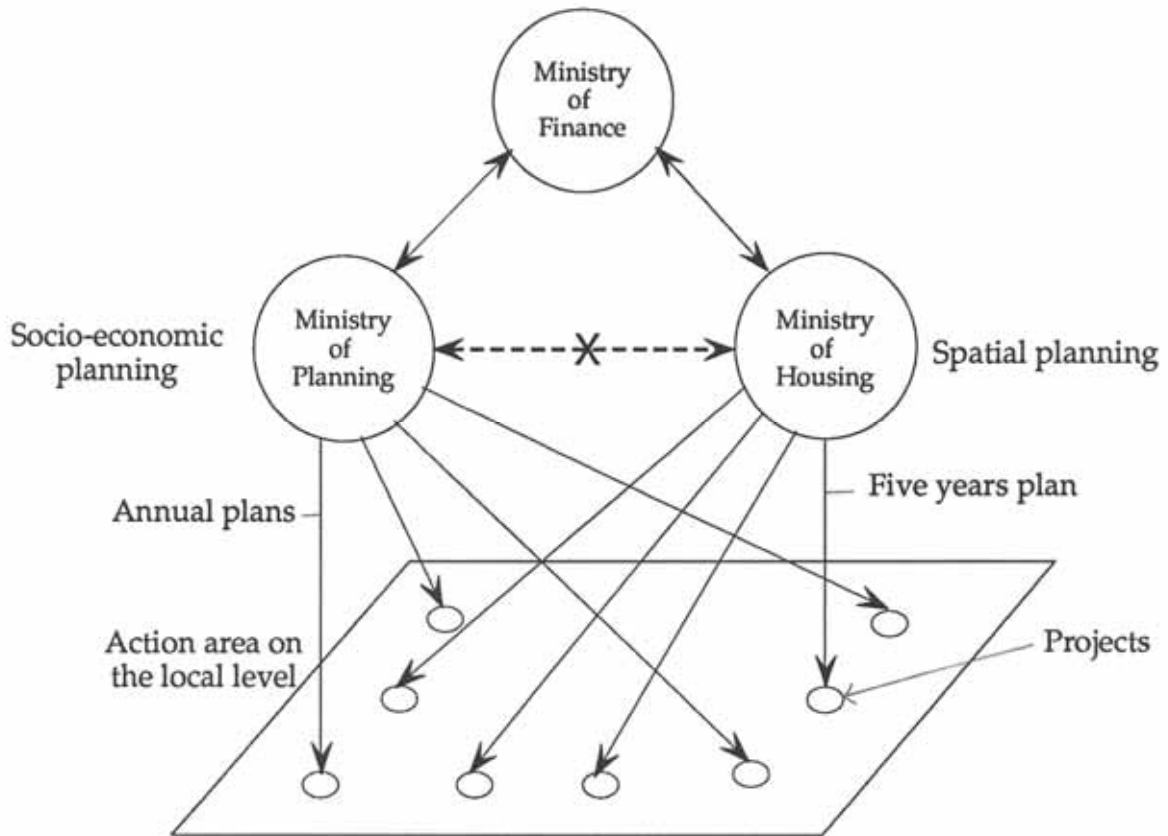 Ministry
of
Finance
Socio-economic
planning
Ministry
of
Planning
X
Ministry
of
Housing
Spatial planning
Annual plans
Five years plan
Action area on
the local level
Projects